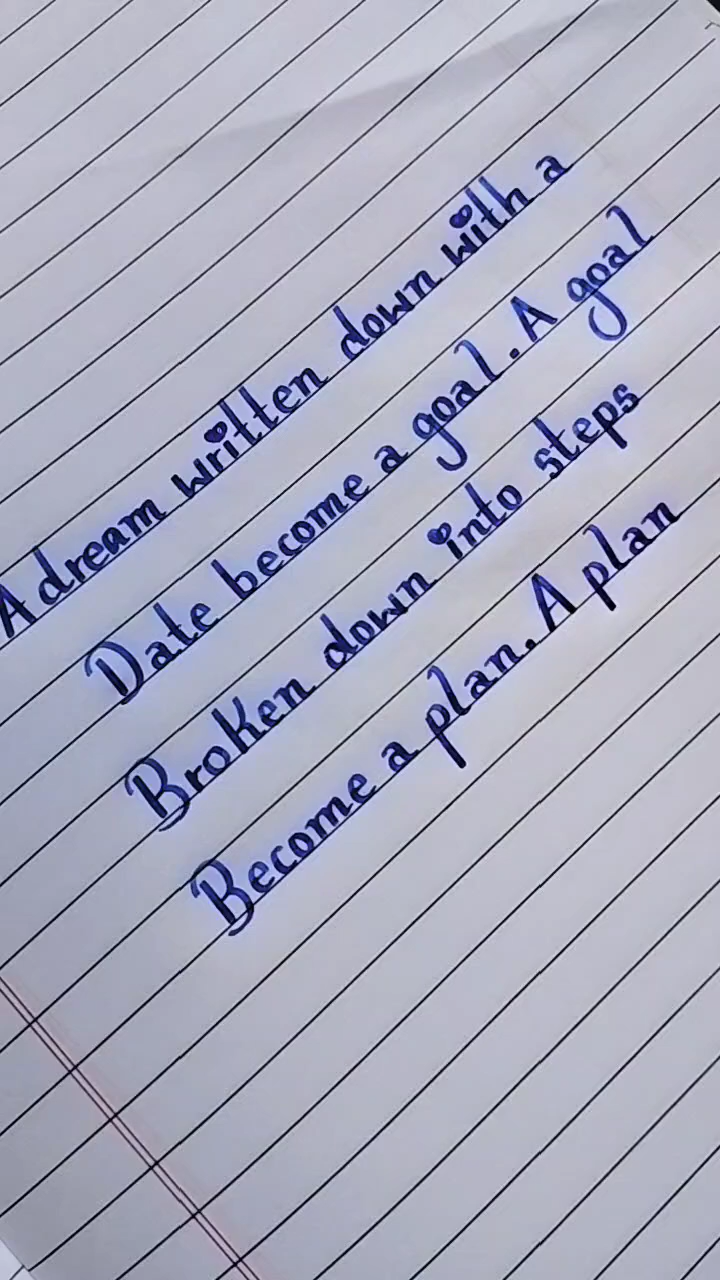 A dream written down with a
Date become a goal. A goal
Broken down into steps
Become a plan. A plan